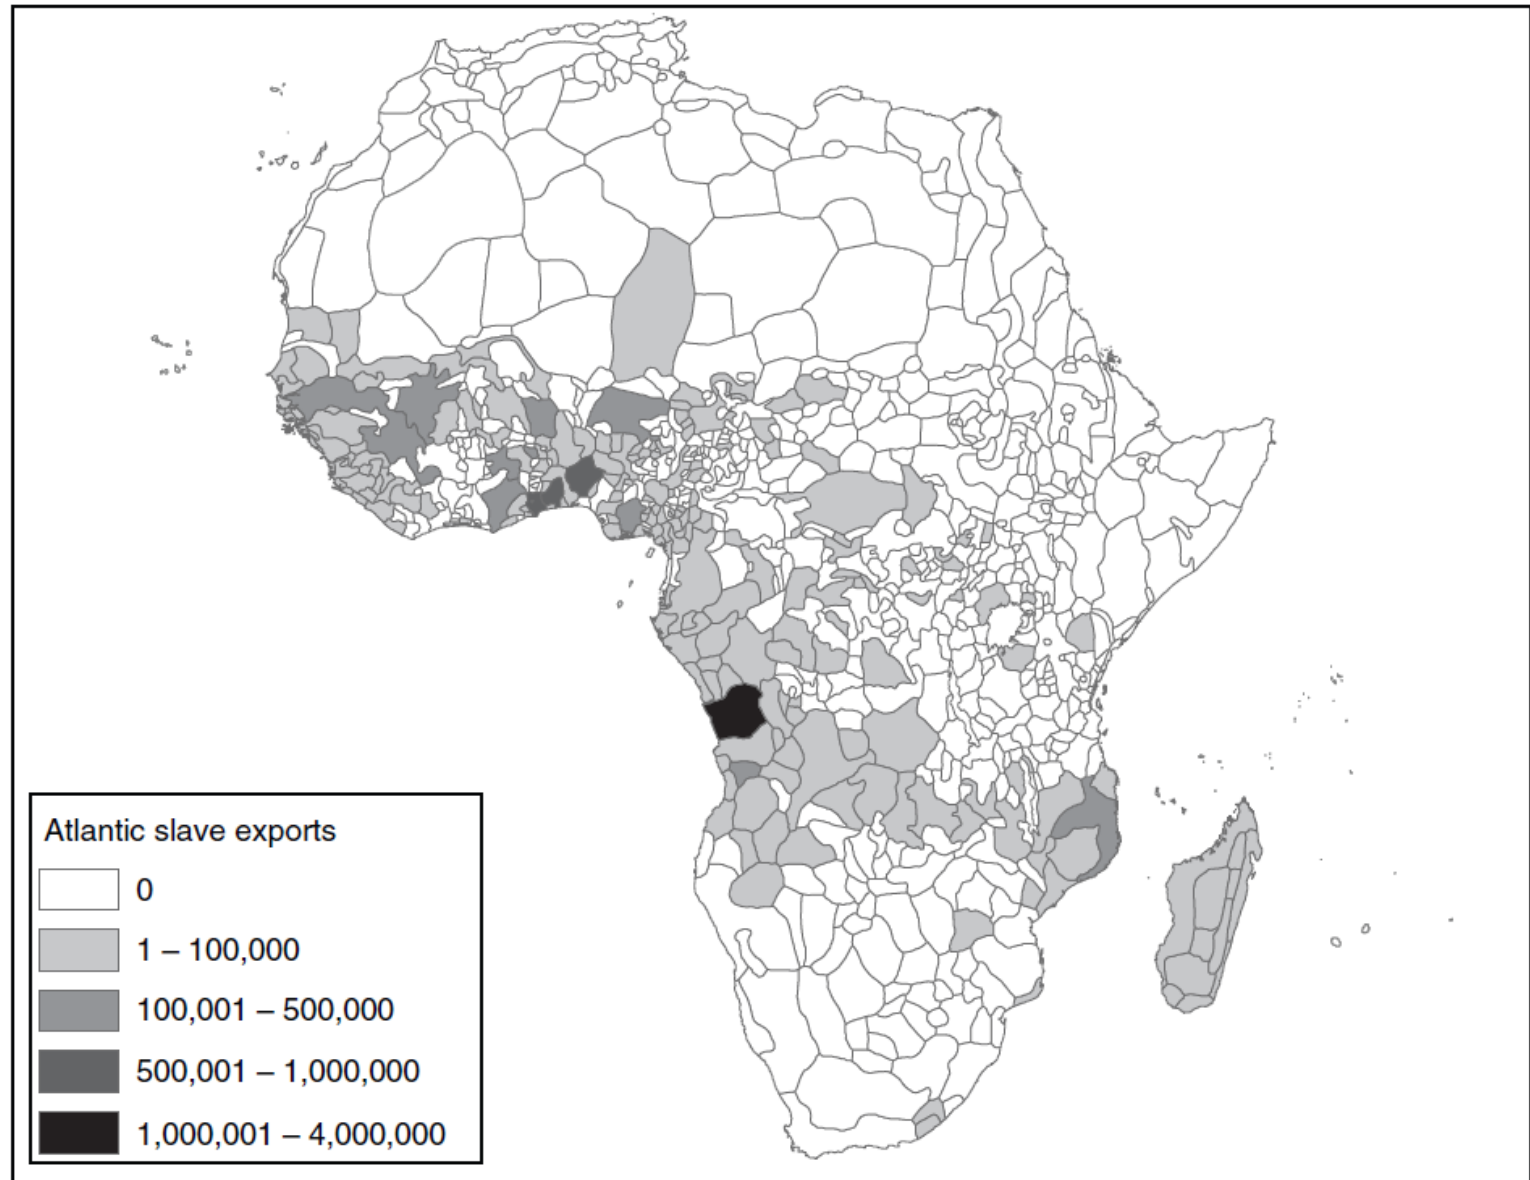 Atlantic slave exports
0
1 – 100,000
100,001 – 500,000
500,001 – 1,000,000
1,000,001 – 4,000,000